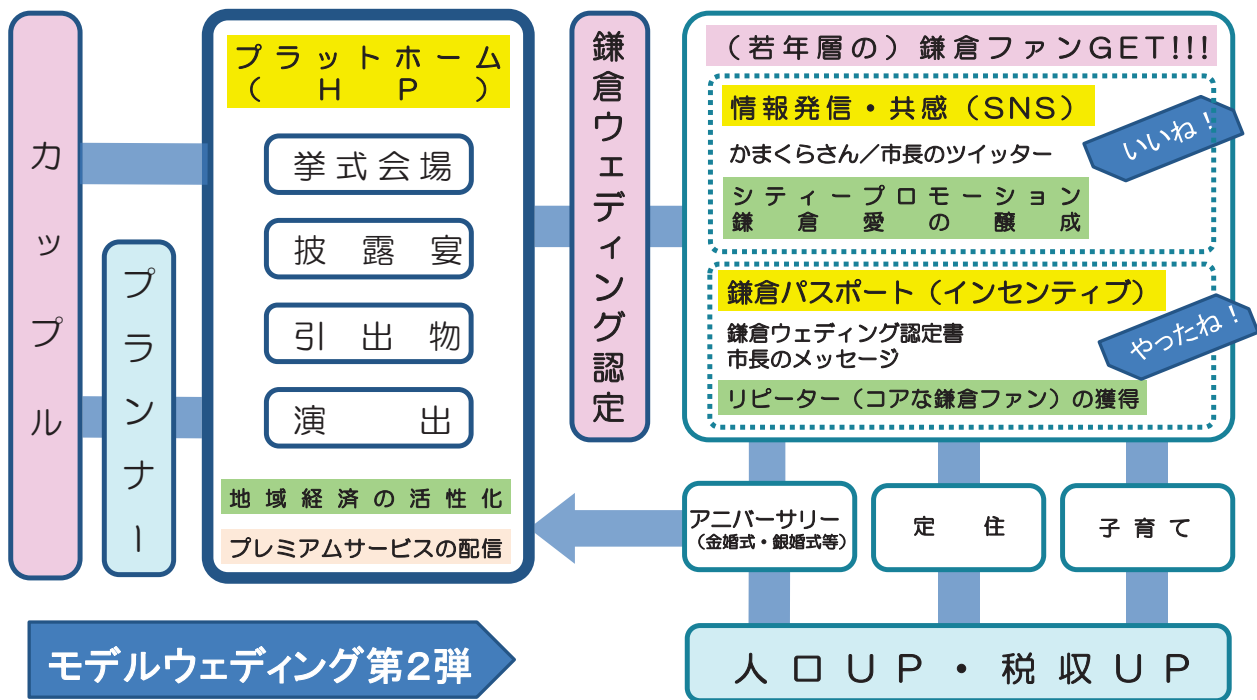 カップル
プランナー
プラットホーム
（HP）
挙式会場
披露宴
引出物
演出
地域経済の活性化
プレミアムサービスの配信
鎌倉ウェディング認定
（若年層の）鎌倉ファンGET!!!
情報発信・共感（SNS）
いいね！
かまくらさん／市長のツイッター
シティープロモーション
鎌倉愛の醸成
鎌倉パスポート（インセンティブ）
やったね！
鎌倉ウェディング認定書
市長のメッセージ
リピーター（コアな鎌倉ファン）の獲得
アニバーサリー
（金婚式・銀婚式等）
定住
子育て
モデルウェディング第2弾
人口UP・税収UP